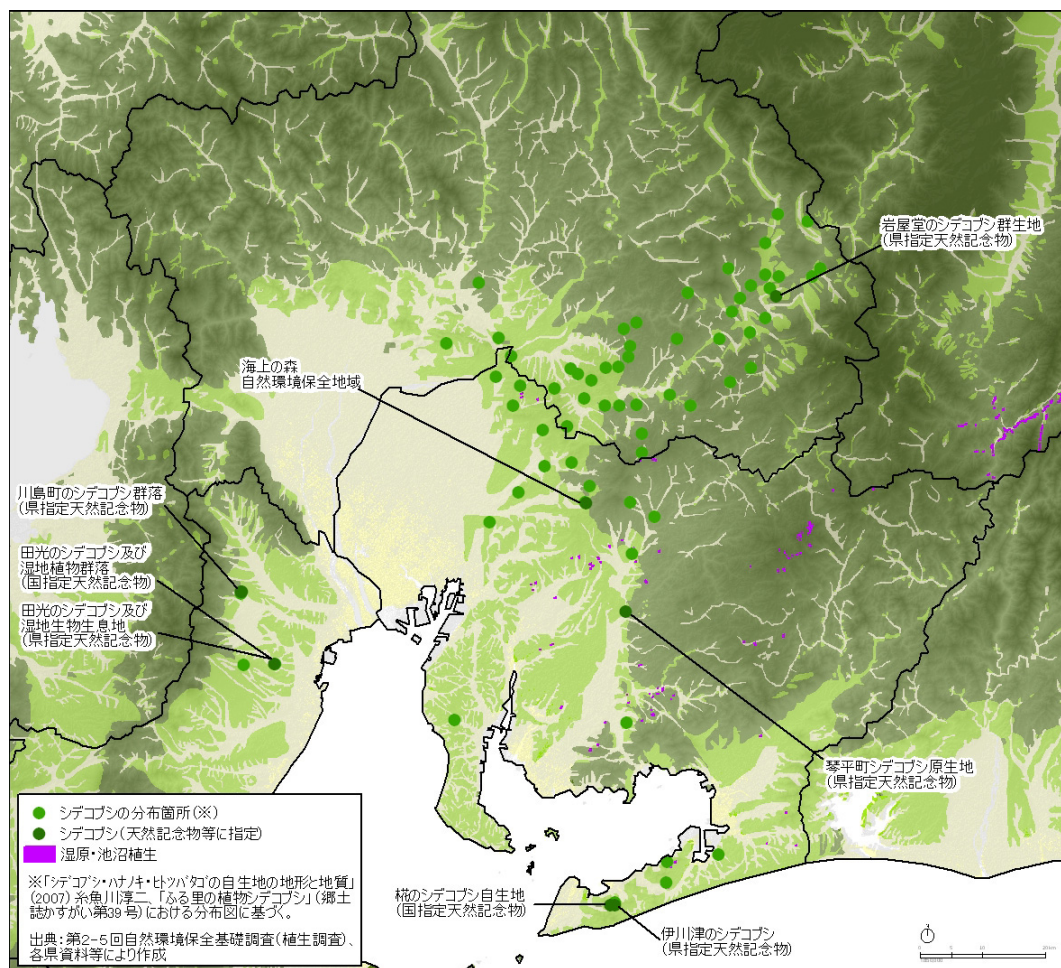 岩屋堂のシデコブシ群生地
(県指定天然記念物)
海上の森
自然環境保全地域
川島町のシデコブシ群落
(県指定天然記念物)
田光のシデコブシ及び
湿地植物群落
(国指定天然記念物)
田光のシデコブシ及び
湿地生物生息地
(県指定天然記念物)
琴平町シデコブシ原生地
(県指定天然記念物)
椛のシデコブシ自生地
(国指定天然記念物)
伊川津のシデコブシ
(県指定天然記念物)
シデコブシの分布箇所(※)
シデコブシ(天然記念物等に指定)
湿原・池沼植生
※「シデコブシ・ハナノキ・ヒトツバタゴの自生地の地形と地質」
(2007) 糸魚川淳二、「ふる里の植物シデコブシ」(郷土
誌かすがい第39号)における分布図に基づく。
出典:第2-5回自然環境保全基礎調査(植生調査)、
各県資料等により作成
0 5 10 20 km